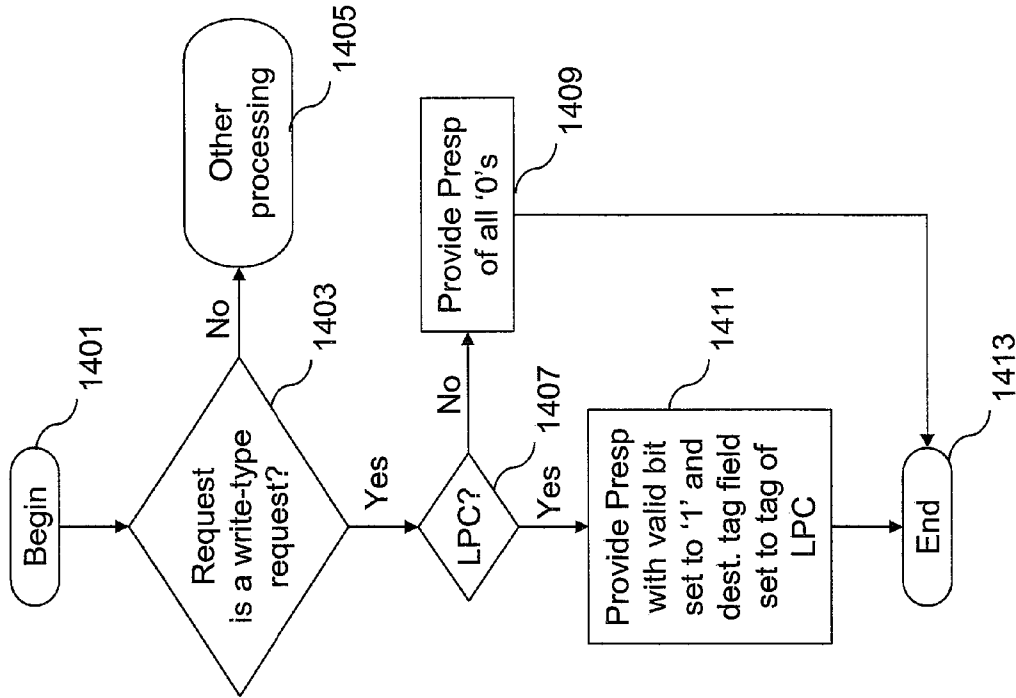 Begin
1401
Request
is a write-type
request?
1403
No
Other
processing
1405
Yes
LPC?
1407
No
Provide Presp
of all ‘0’s
1409
Yes
Provide Presp
with valid bit
set to ‘1’ and
dest. tag field
set to tag of
LPC
1411
End
1413